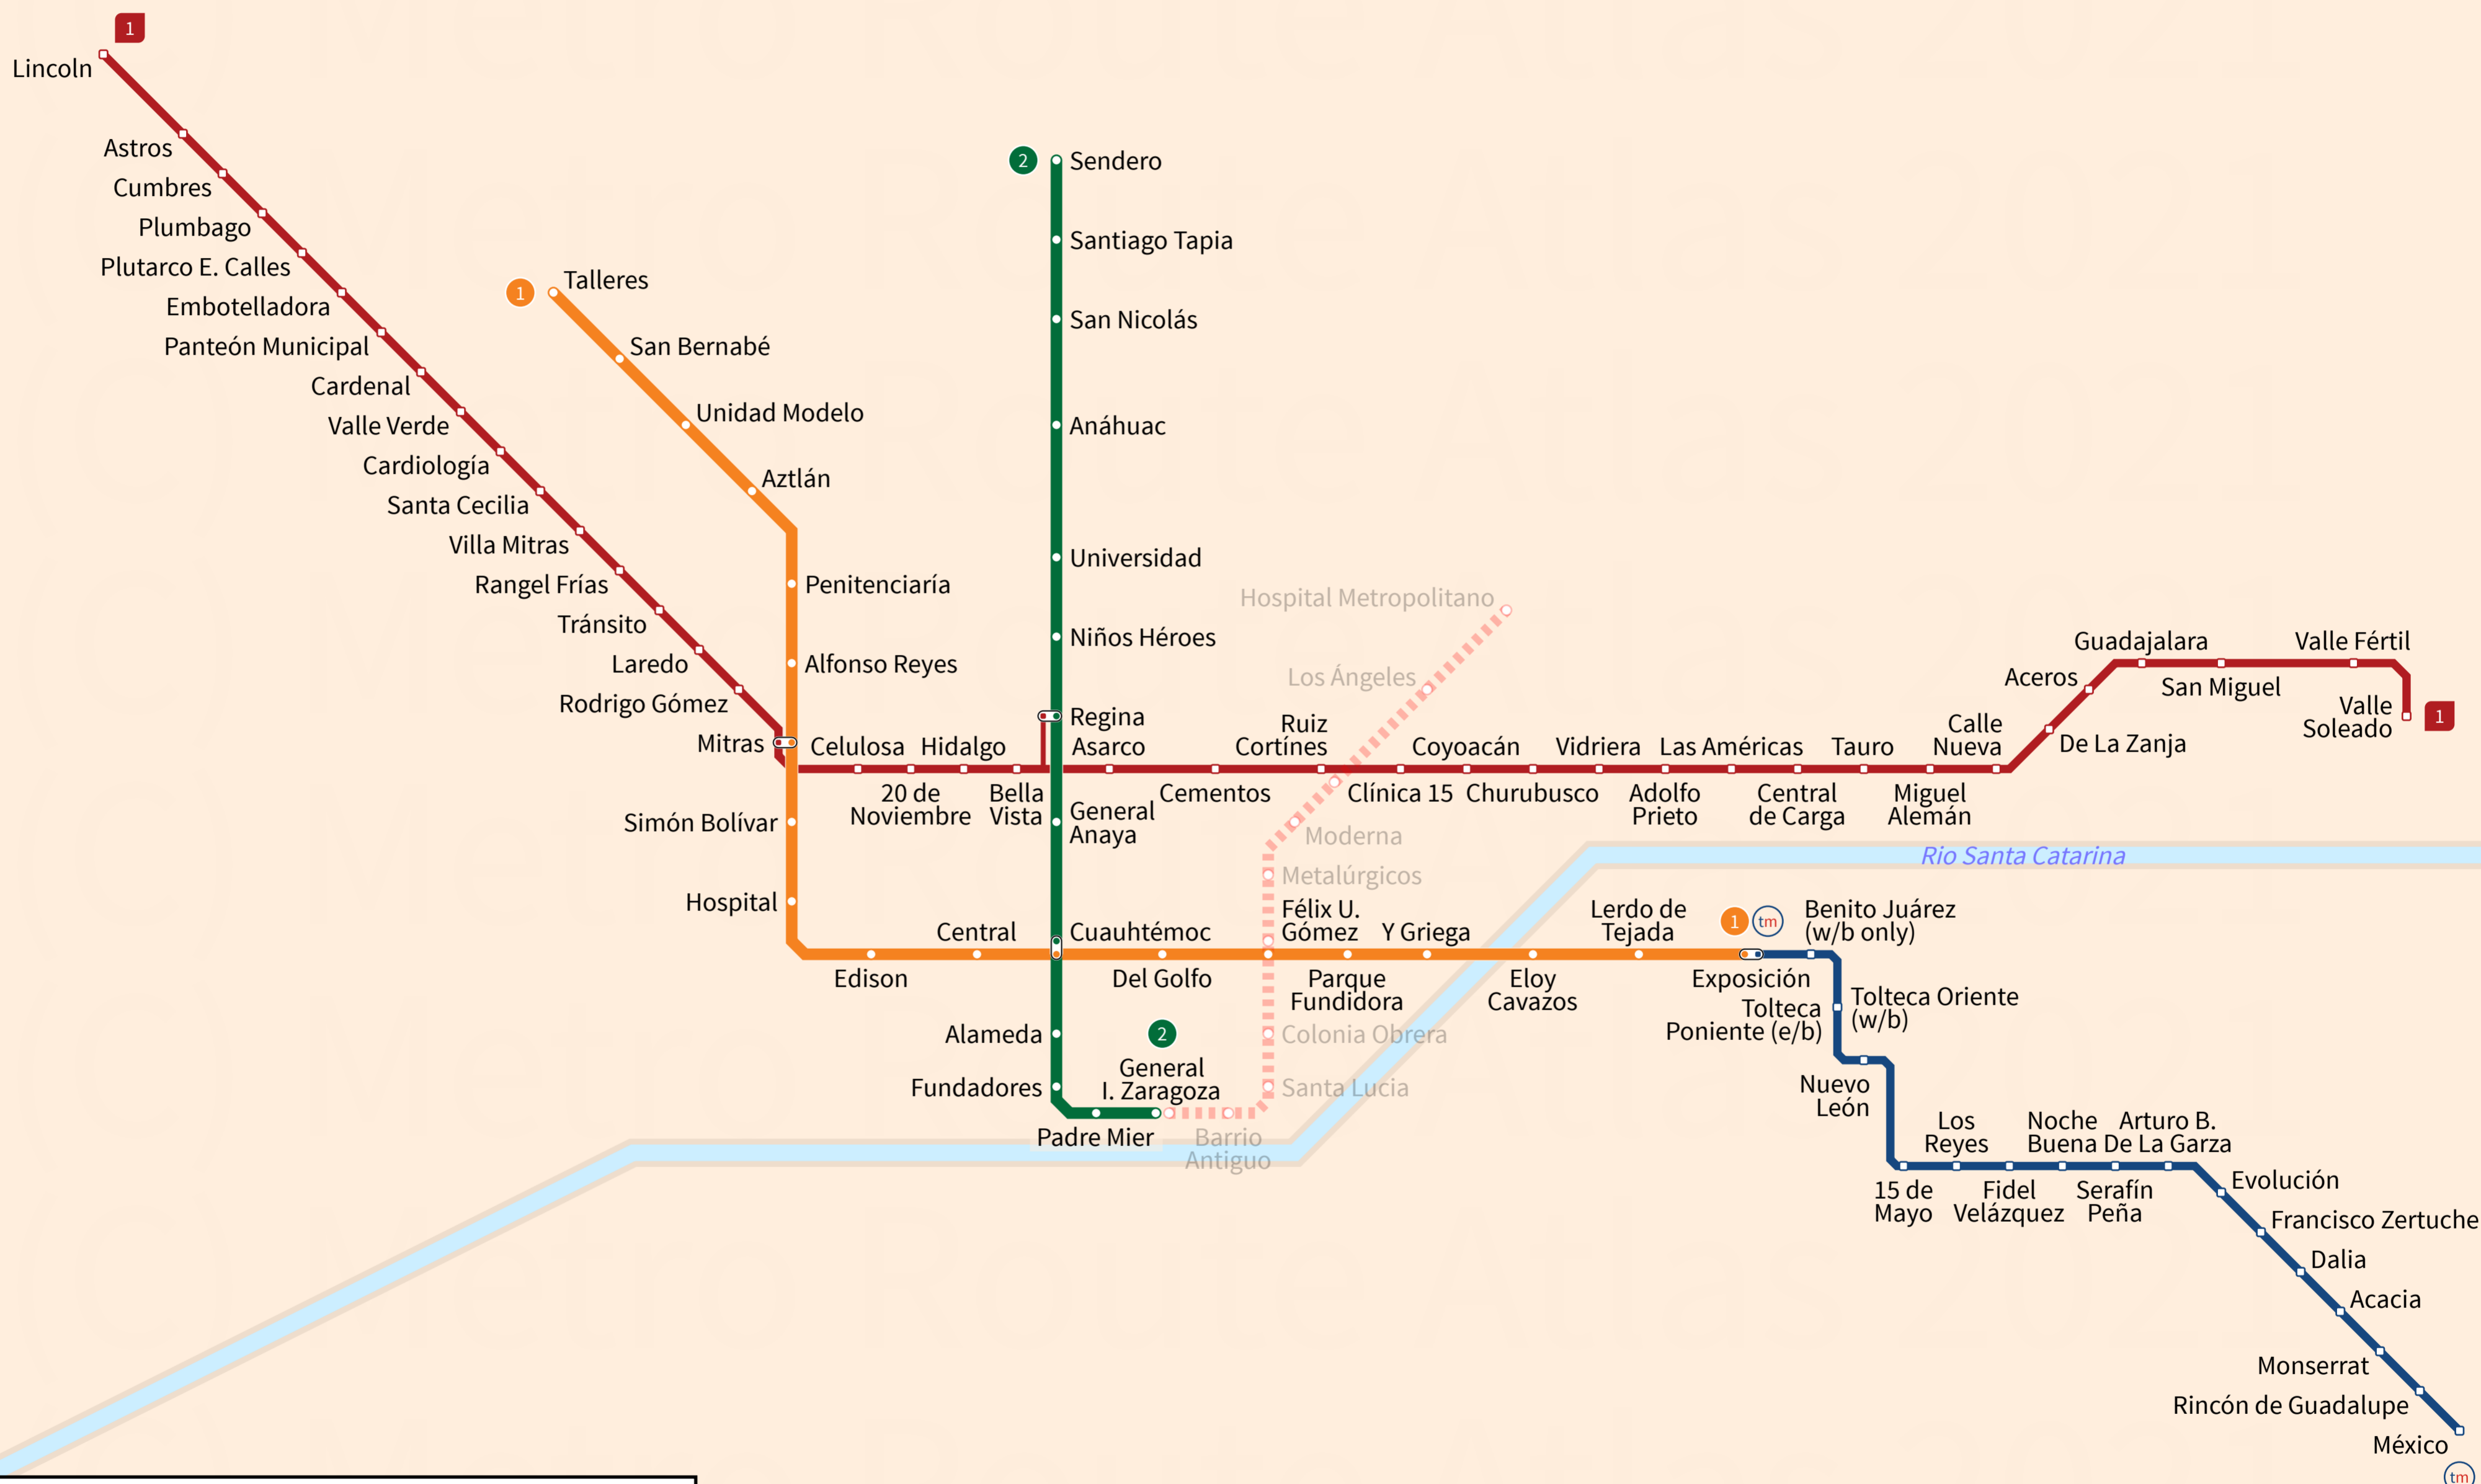 1
Lincoln
Astros
Cumbres
Plumbago
Plutarco E. Calles
Embotelladora
Panteón Municipal
Cardenal
Valle Verde
Cardiología
Santa Cecilia
Villa Mitras
Rangel Frías
Tránsito
Laredo
Rodrigo Gómez
Mitras
1
Talleres
San Bernabé
Unidad Modelo
Aztlán
Penitenciaría
Alfonso Reyes
Simón Bolívar
Hospital
Edison
Central
Cuauhtémoc
Del Golfo
Félix U.
Gómez
Parque
Fundidora
Y Griega
Eloy
Cavazos
Lerdo de
Tejada
1
tm
Exposición
2
Sendero
Santiago Tapia
San Nicolás
Anáhuac
Universidad
Niños Héroes
Regina
General
Anaya
Alameda
Fundadores
Padre Mier
2
General
I. Zaragoza
Celulosa
20 de
Noviembre
Hidalgo
Bella
Vista
Asarco
Cementos
Ruiz
Cortínes
Clínica 15
Coyoacán
Churubusco
Vidriera
Adolfo
Prieto
Las Américas
Central
de Carga
Tauro
Miguel
Alemán
Calle
Nueva
De La Zanja
Aceros
Guadajalara
San Miguel
Valle Fértil
Valle
Soleado
1
Hospital Metropolitano
Los Ángeles
Moderna
Metalúrgicos
Colonia Obrera
Santa Lucia
Barrio
Antiguo
Rio Santa Catarina
Benito Juárez
(w/b only)
Tolteca
Poniente (e/b)
Tolteca Oriente
(w/b)
Nuevo
León
15 de
Mayo
Los
Reyes
Fidel
Velázquez
Noche
Buena
Serafín
Peña
Arturo B.
De La Garza
Evolución
Francisco Zertuche
Dalia
Acacia
Monserrat
Rincón de Guadalupe
México
tm